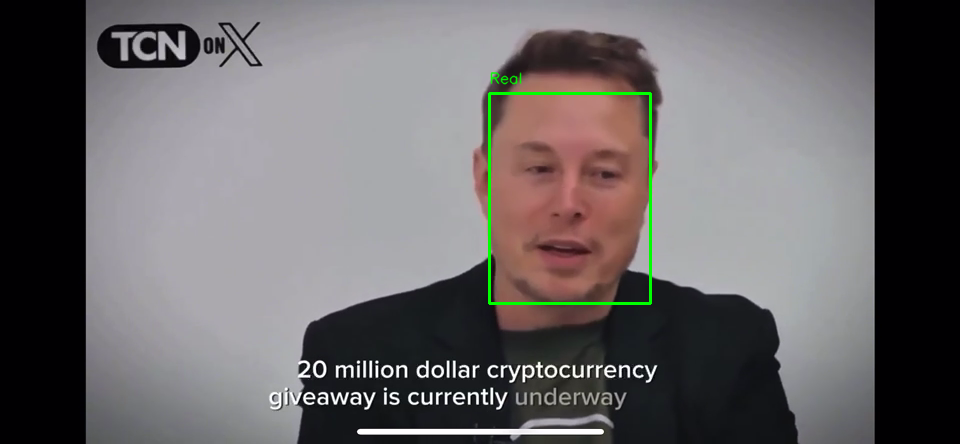 TCN ON X
Real
20 million dollar cryptocurrency
giveaway is currently underway